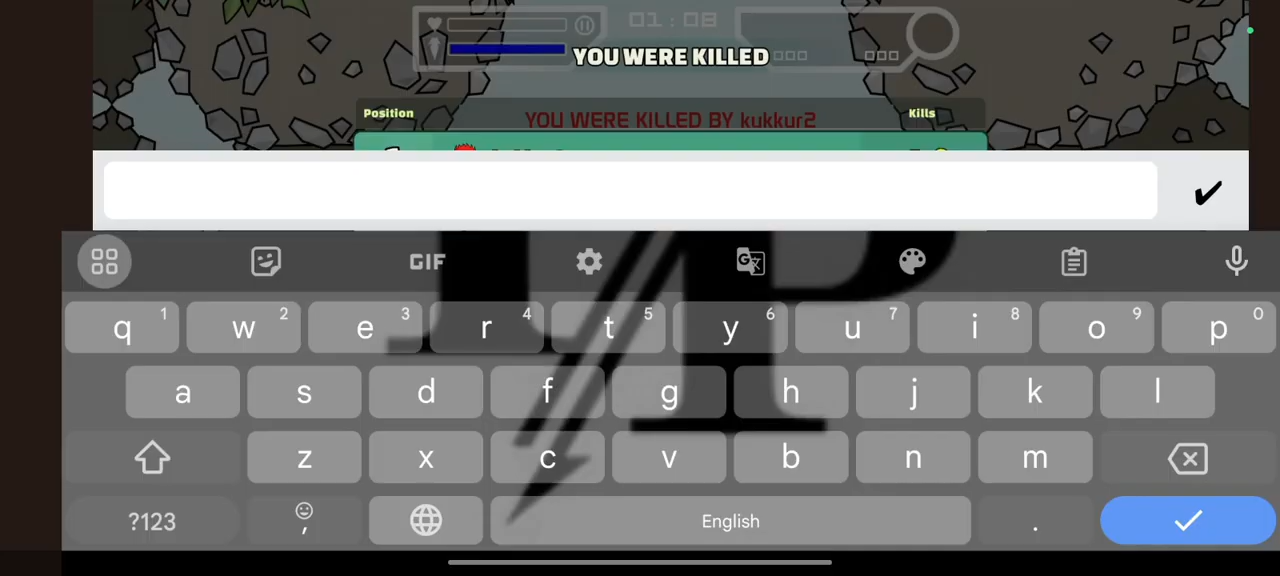 01:08
YOU WERE KILLED
Position
YOU WERE KILLED BY kukkur2
Kills
GIF
q 1 w 2 e 3 r 4 t 5 y 6 u 7 i 8 o 9 p 0
a s d f g h j k l
z x c v b n m
?123 , English .